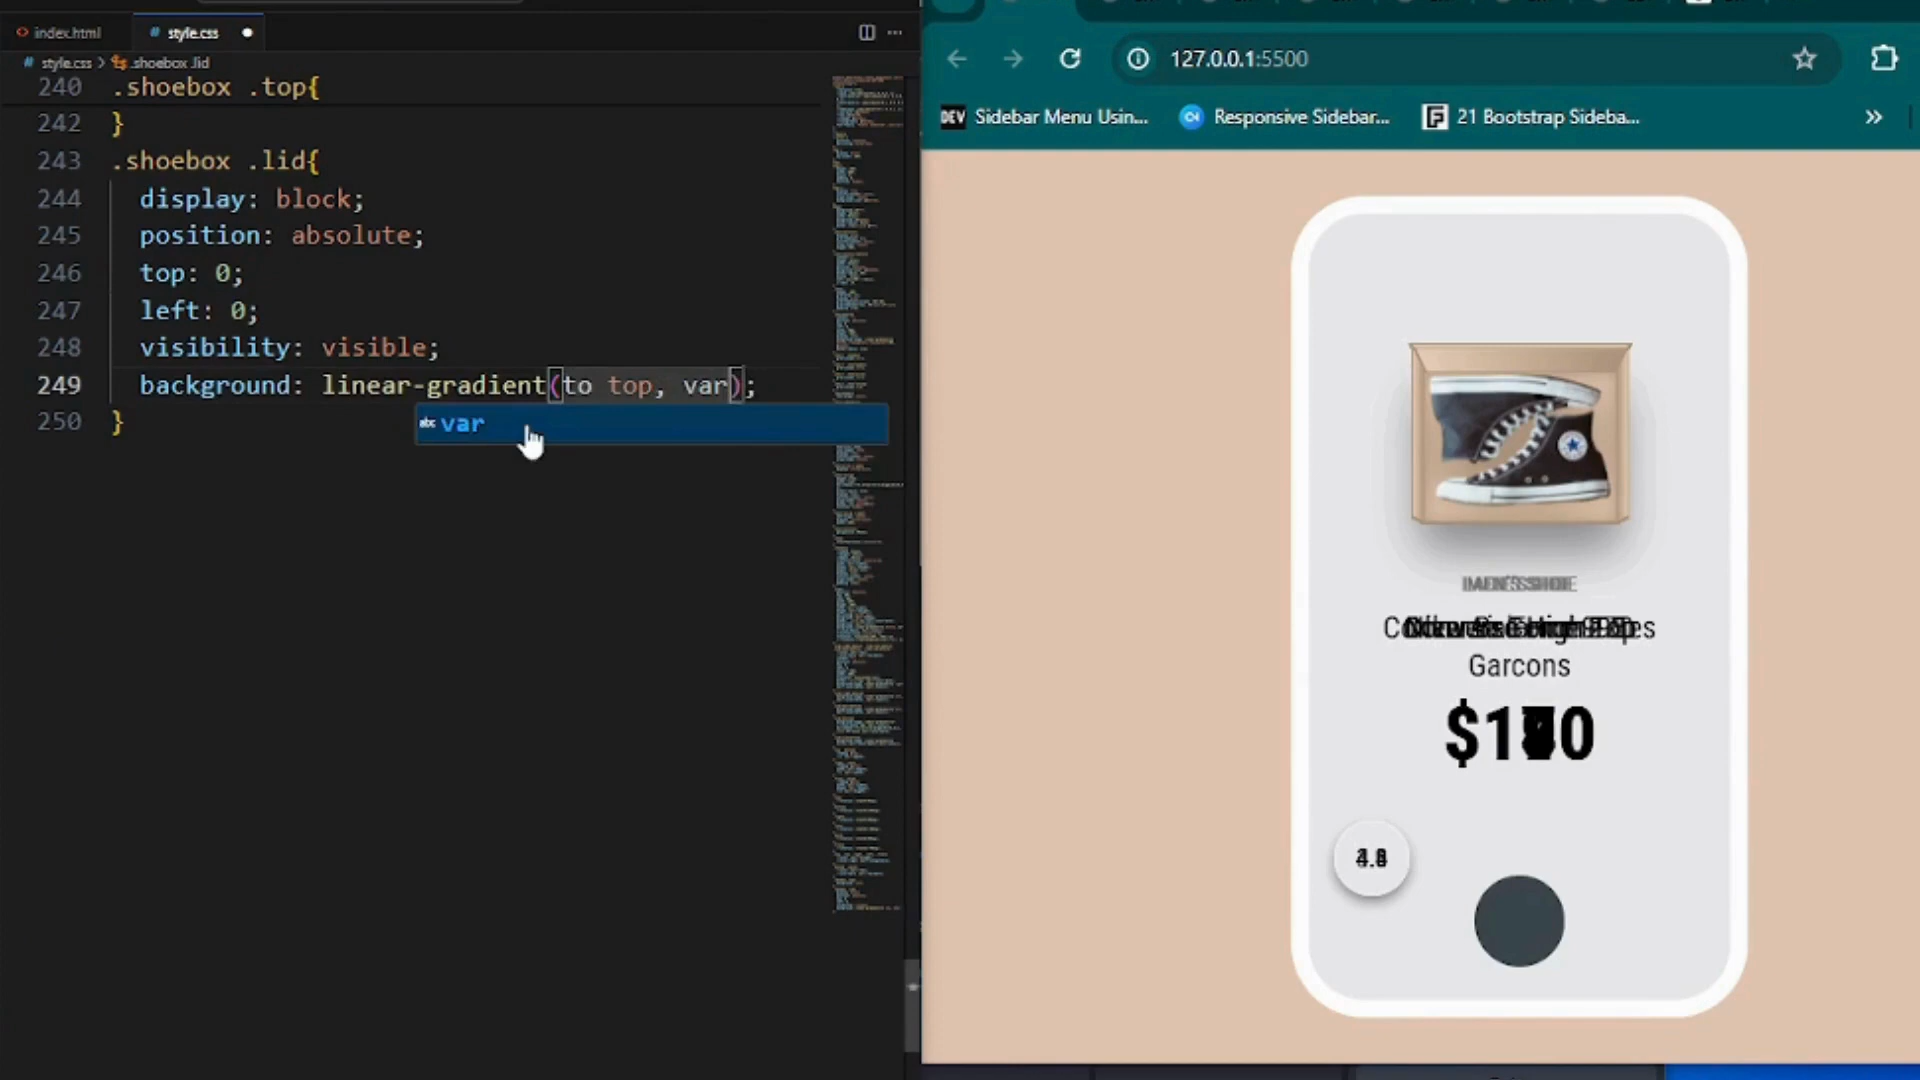 index.html
# style.css
# style.css > .shoebox .lid
240 .shoebox .top{
242 }
243 .shoebox .lid{
244 display: block;
245 position: absolute;
246 top: 0;
247 left: 0;
248 visibility: visible;
249 background: linear-gradient(to top, var);
abc var
250 }
127.0.0.1:5500
DEV Sidebar Menu Usin...
Responsive Sidebar...
21 Bootstrap Sideba...
Garcons